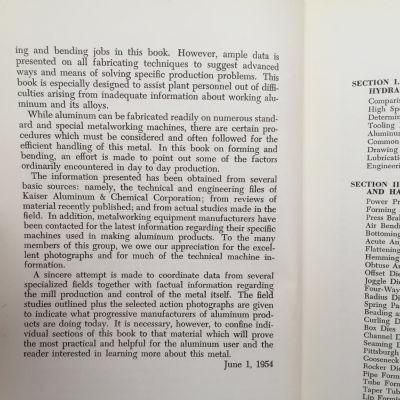 ing and bending jobs in this book. However, ample data is
presented on all fabricating techniques to suggest advanced
ways and means of solving specific production problems. This
book is especially designed to assist plant personnel out of diffi-
culties arising from inadequate information about working alu-
minum and its alloys.
While aluminum can be fabricated readily on numerous stand-
ard and special metalworking machines, there are certain pro-
cedures which must be considered and often followed for the
efficient handling of this metal. In this book on forming and
bending, an effort is made to point out some of the factors
ordinarily encountered in day to day production.
The information presented has been obtained from several
basic sources: namely, the technical and engineering files of
Kaiser Aluminum & Chemical Corporation; from reviews of
material recently published; and from actual studies made in the
field. In addition, metalworking equipment manufacturers have
been contacted for the latest information regarding their specific
machines used in making aluminum products. To the many
members of this group, we owe our appreciation for the excel-
lent photographs and for much of the technical machine in-
formation.
A sincere attempt is made to coordinate data from several
specialized fields together with factual information regarding
the mill production and control of the metal itself. The field
studies outlined plus the selected action photographs are given
to indicate what progressive manufacturers of aluminum prod-
ucts are doing today. It is necessary, however, to confine indi-
vidual sections of this book to that material which will prove
the most practical and helpful for the aluminum user and the
reader interested in learning more about this metal.
June 1, 1954
SECTION I.
HYDRA
Comparis
High Spe
Determin
Tooling
Aluminum
Common
Drawing
Lubricatio
Engineeri
SECTION II
AND HA
Power Pr
Forming
Press Bra
Air Bendin
Bottoming
Acute Ang
Flattening
Hemming
Obtuse An
Offset Die
Joggle Die
Four-Way
Radius Di
Spring Pa
Beading a
Curling D
Box Dies
Channel D
Seaming D
Pittsburgh
Gooseneck
Rocker Die
Pipe Form
Tube Form
Taper Tub
Lip Formi